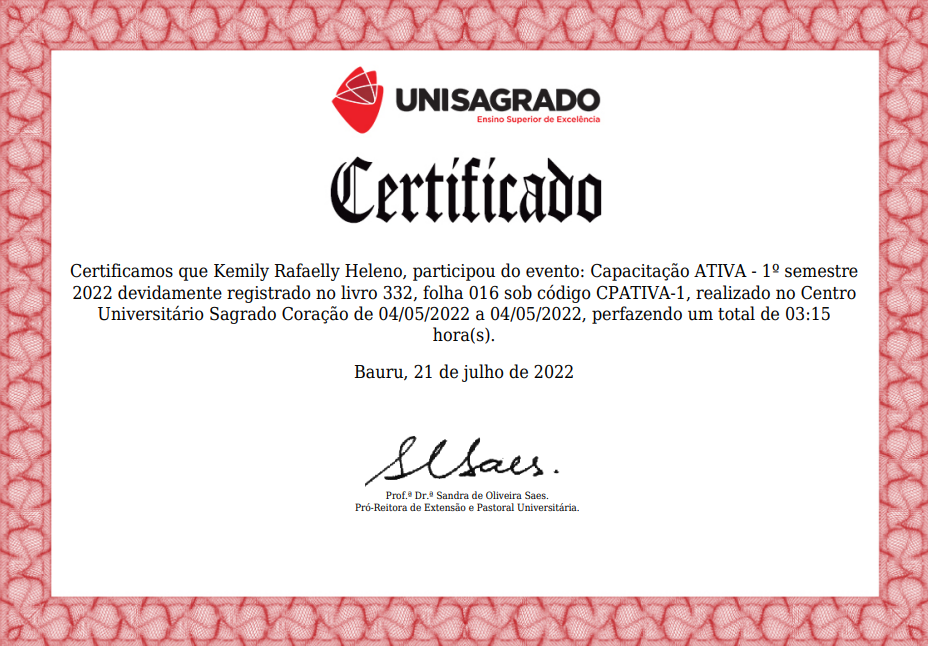 UNISAGRADO
Ensino Superior de Excelência
Certificado
Certificamos que Kemily Rafaelly Heleno, participou do evento: Capacitação ATIVA - 1º semestre
2022 devidamente registrado no livro 332, folha 016 sob código CPATIVA-1, realizado no Centro
Universitário Sagrado Coração de 04/05/2022 a 04/05/2022, perfazendo um total de 03:15
hora(s).
Bauru, 21 de julho de 2022
SCSaes.
Prof.ª Dr.ª Sandra de Oliveira Saes.
Pró-Reitora de Extensão e Pastoral Universitária.